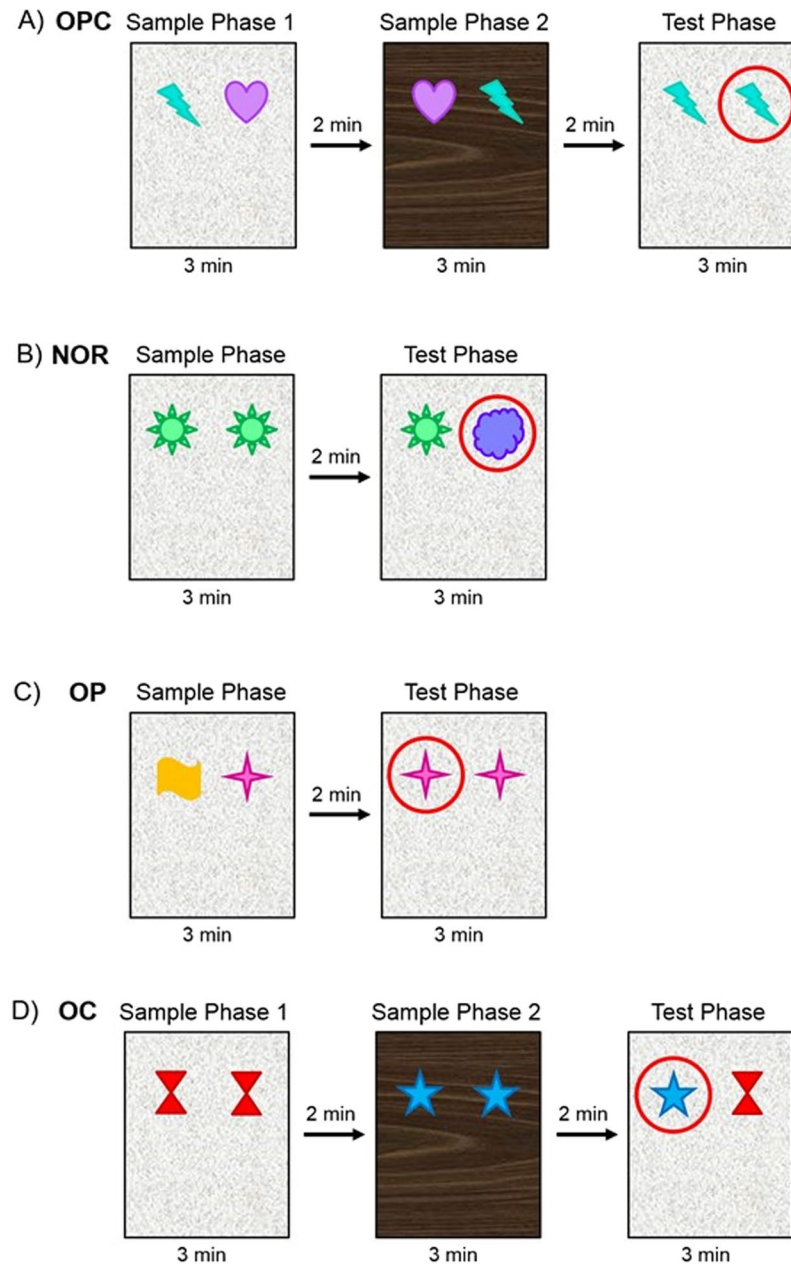 A) OPC Sample Phase 1 Sample Phase 2 Test Phase
2 min 2 min
3 min 3 min 3 min
B) NOR Sample Phase Test Phase
2 min
3 min 3 min
C) OP Sample Phase Test Phase
2 min
3 min 3 min
D) OC Sample Phase 1 Sample Phase 2 Test Phase
2 min 2 min
3 min 3 min 3 min